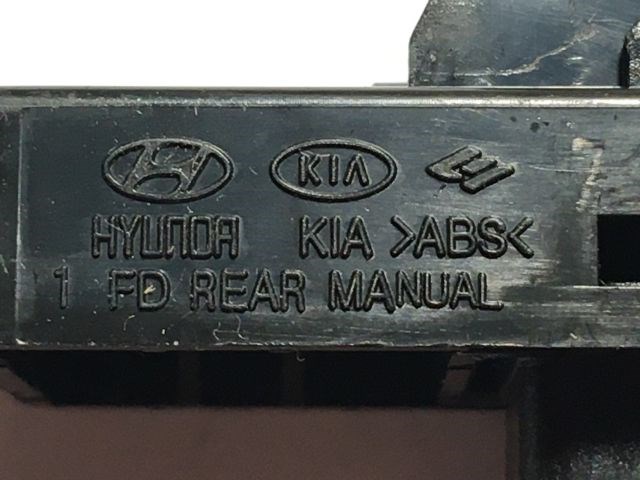 KIA
HYUNDAI KIA >ABS<
1 FD REAR MANUAL